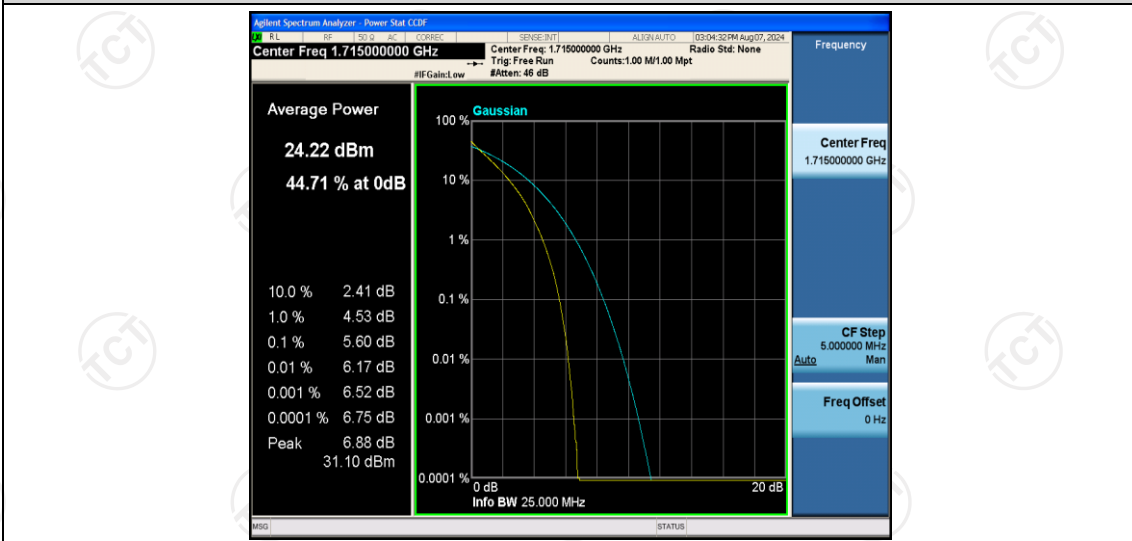 Agilent Spectrum Analyzer - Power Stat CCDF
LXI RL RF 50 Ω AC CORREC SENSE:INT ALIGNAUTO 03:04:32 PM Aug 07, 2024
Center Freq 1.715000000 GHz
Center Freq: 1.715000000 GHz Radio Std: None
Trig: Free Run Counts:1.00 M/1.00 Mpt
#IFGain:Low #Atten: 46 dB
Frequency
Average Power
24.22 dBm
44.71 % at 0dB
10.0 % 2.41 dB
1.0 % 4.53 dB
0.1 % 5.60 dB
0.01 % 6.17 dB
0.001 % 6.52 dB
0.0001 % 6.75 dB
Peak 6.88 dB
31.10 dBm
Gaussian
100 %
10 %
1 %
0.1 %
0.01 %
0.001 %
0.0001 %
0 dB 20 dB
Info BW 25.000 MHz
Center Freq
1.715000000 GHz
CF Step
5.000000 MHz
Auto Man
Freq Offset
0 Hz
MSG STATUS
TCT
TCT
TCT
TCT